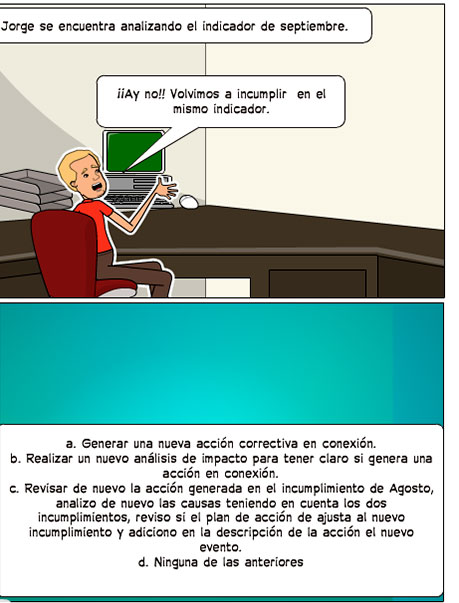 Jorge se encuentra analizando el indicador de septiembre.
¡¡Ay no!! Volvimos a incumplir en el
mismo indicador.
a. Generar una nueva acción correctiva en conexión.
b. Realizar un nuevo análisis de impacto para tener claro si genera una
acción en conexión.
c. Revisar de nuevo la acción generada en el incumplimiento de Agosto,
analizo de nuevo las causas teniendo en cuenta los dos
incumplimientos, reviso si el plan de acción de ajusta al nuevo
incumplimiento y adiciono en la descripción de la acción el nuevo
evento.
d. Ninguna de las anteriores